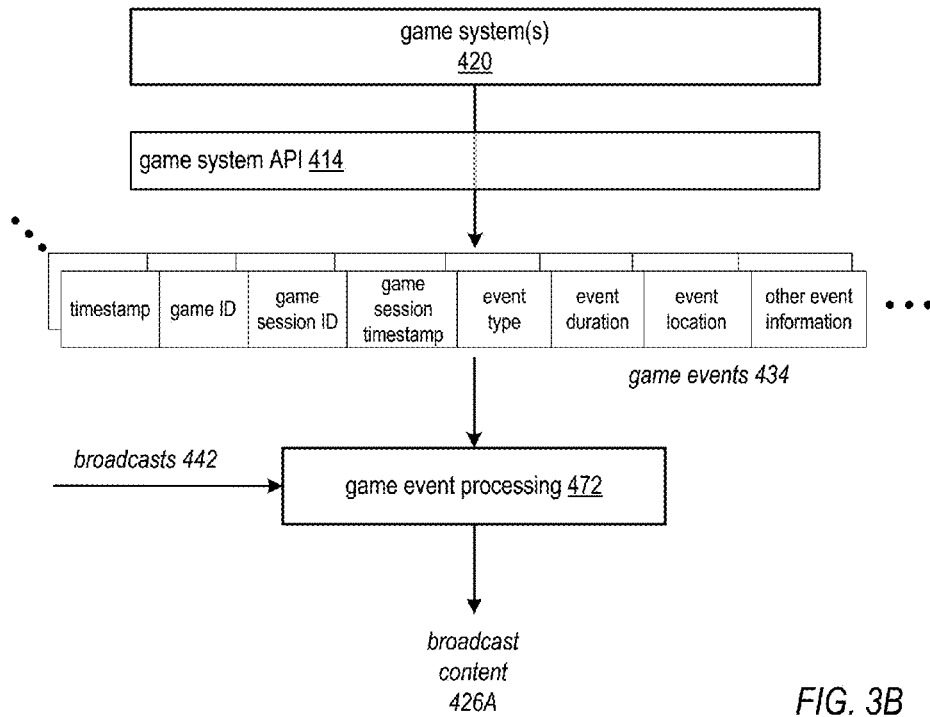 game system(s)
420
game system API 414
timestamp
game ID
game
session ID
game
session
timestamp
event
type
event
duration
event
location
other event
information
game events 434
broadcasts 442
game event processing 472
broadcast
content
426A
FIG. 3B